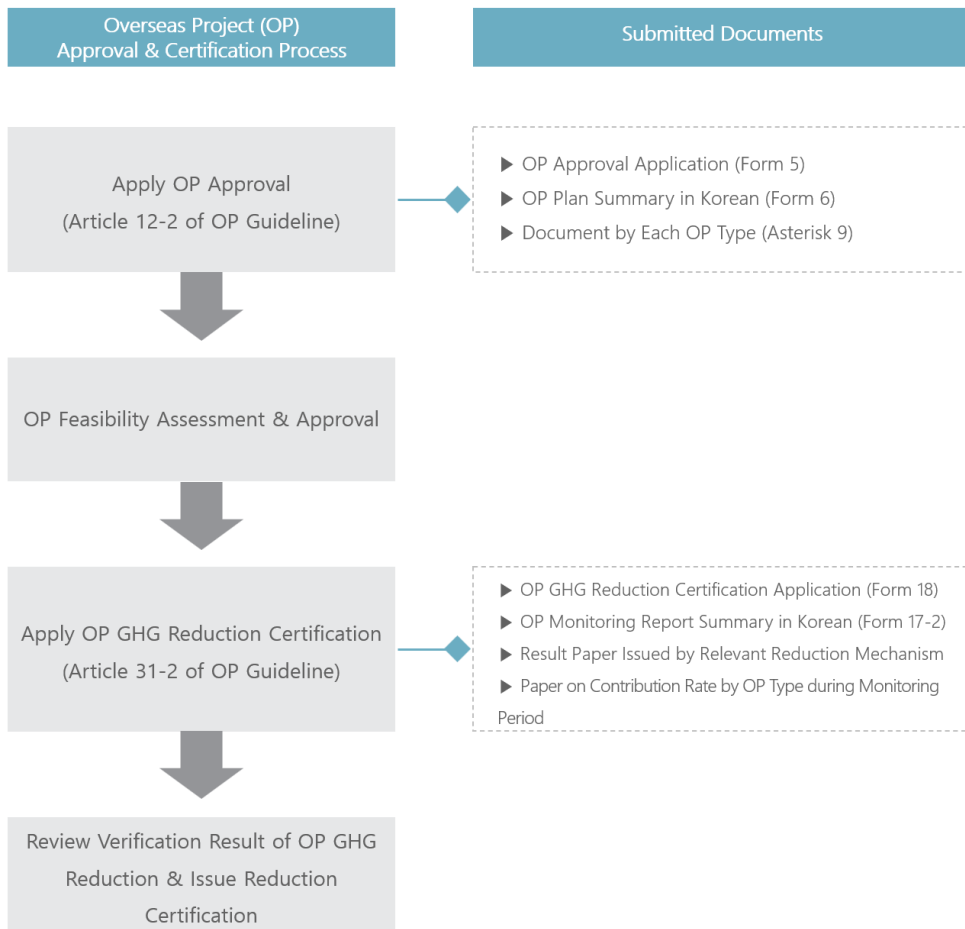 Overseas Project (OP)
Approval & Certification Process
Submitted Documents
Apply OP Approval
(Article 12-2 of OP Guideline)
▶ OP Approval Application (Form 5)
▶ OP Plan Summary in Korean (Form 6)
▶ Document by Each OP Type (Asterisk 9)
OP Feasibility Assessment & Approval
Apply OP GHG Reduction Certification
(Article 31-2 of OP Guideline)
▶ OP GHG Reduction Certification Application (Form 18)
▶ OP Monitoring Report Summary in Korean (Form 17-2)
▶ Result Paper Issued by Relevant Reduction Mechanism
▶ Paper on Contribution Rate by OP Type during Monitoring
Period
Review Verification Result of OP GHG
Reduction & Issue Reduction
Certification